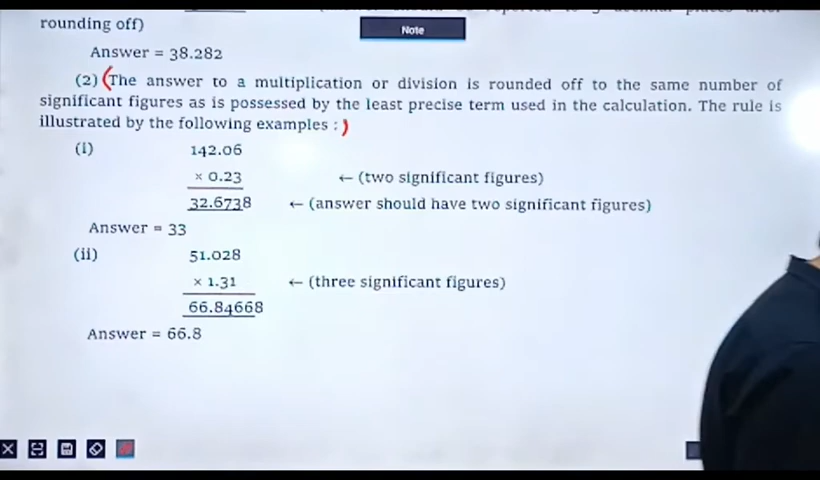 rounding off)
Note
Answer = 38.282
(2) (The answer to a multiplication or division is rounded off to the same number of
significant figures as is possessed by the least precise term used in the calculation. The rule is
illustrated by the following examples : )
(i) 142.06
× 0.23 ← (two significant figures)
32.6738 ← (answer should have two significant figures)
Answer = 33
(ii) 51.028
× 1.31 ← (three significant figures)
66.84668
Answer = 66.8